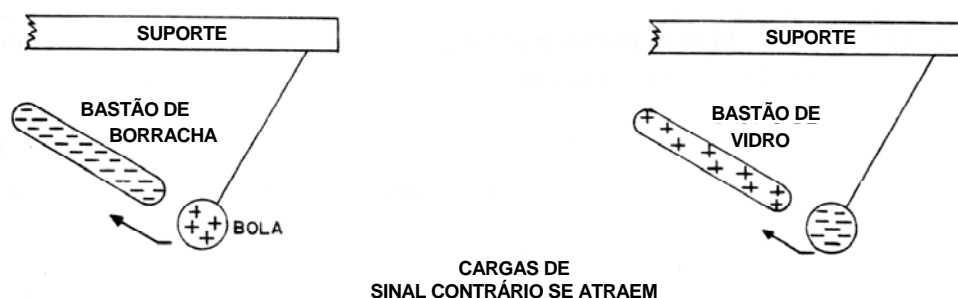 SUPORTE
SUPORTE
BASTÃO DE
BORRACHA
BASTÃO DE
VIDRO
BOLA
CARGAS DE
SINAL CONTRÁRIO SE ATRAEM